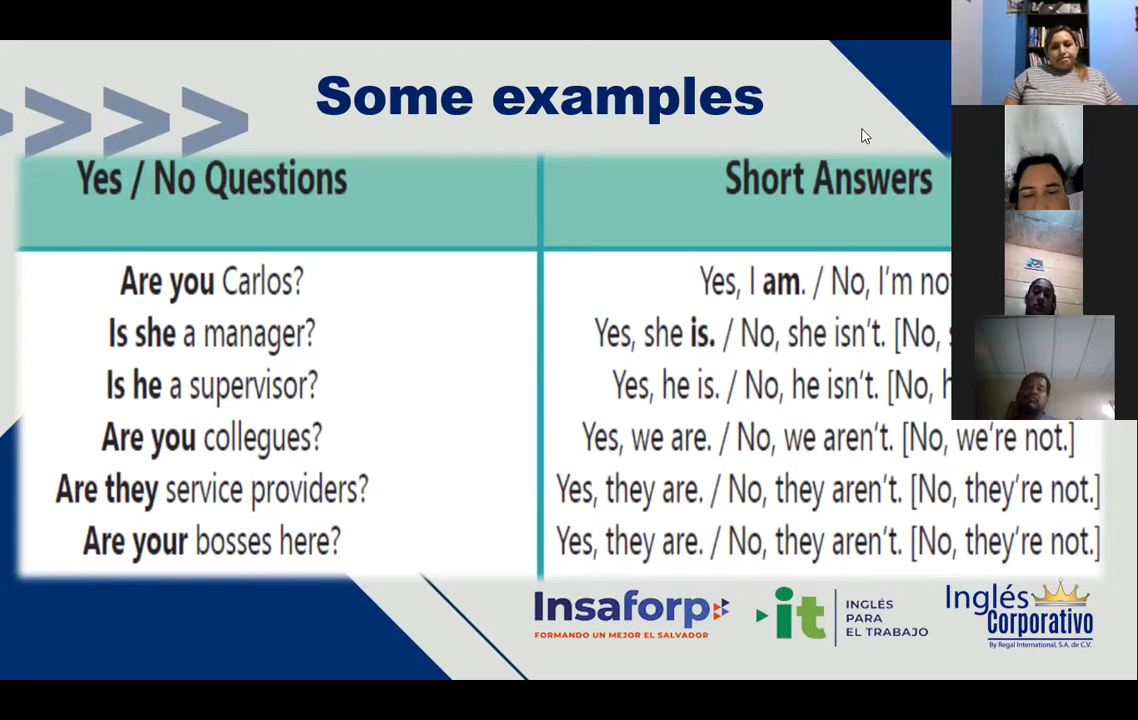 Some examples
Yes / No Questions
Short Answers
Are you Carlos?
Yes, I am. / No, I'm
Is she a manager?
Yes, she is. / No, she isn't. [No,
Is he a supervisor?
Yes, he is. / No, he isn't. [No,
Are you collegues?
Yes, we are. / No, we aren't. [No, we're not.]
Are they service providers?
Yes, they are. / No, they aren't. [No, they're not.]
Are your bosses here?
Yes, they are. / No, they aren't. [No, they're not.]
Insaforp
FORMANDO UN MEJOR EL SALVADOR
it
INGLÉS
PARA
EL TRABAJO
Inglés
Corporativo
By Regal International, S.A. de C.V.